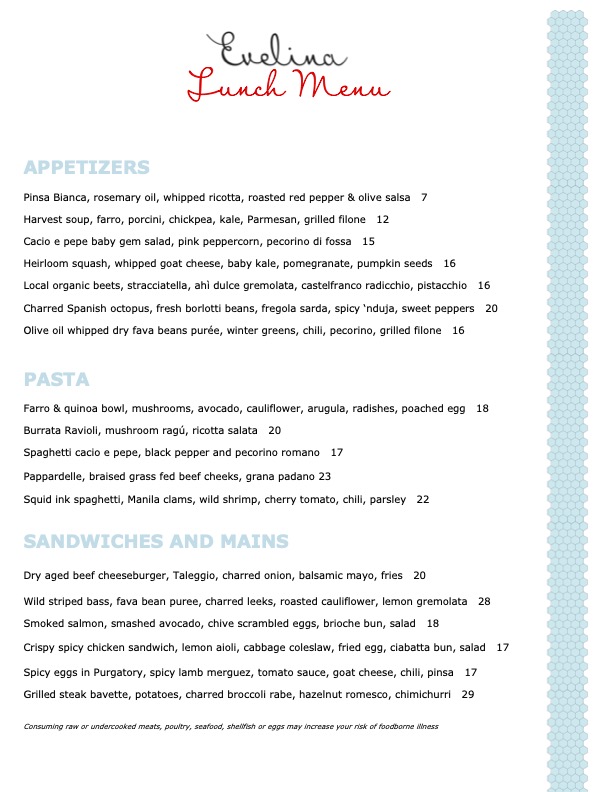 Evelina
Lunch Menu
APPETIZERS
Pinsa Bianca, rosemary oil, whipped ricotta, roasted red pepper & olive salsa 7
Harvest soup, farro, porcini, chickpea, kale, Parmesan, grilled filone 12
Cacio e pepe baby gem salad, pink peppercorn, pecorino di fossa 15
Heirloom squash, whipped goat cheese, baby kale, pomegranate, pumpkin seeds 16
Local organic beets, stracciatella, ahì dulce gremolata, castelfranco radicchio, pistacchio 16
Charred Spanish octopus, fresh borlotti beans, fregola sarda, spicy ‘nduja, sweet peppers 20
Olive oil whipped dry fava beans purée, winter greens, chili, pecorino, grilled filone 16
PASTA
Farro & quinoa bowl, mushrooms, avocado, cauliflower, arugula, radishes, poached egg 18
Burrata Ravioli, mushroom ragú, ricotta salata 20
Spaghetti cacio e pepe, black pepper and pecorino romano 17
Pappardelle, braised grass fed beef cheeks, grana padano 23
Squid ink spaghetti, Manila clams, wild shrimp, cherry tomato, chili, parsley 22
SANDWICHES AND MAINS
Dry aged beef cheeseburger, Taleggio, charred onion, balsamic mayo, fries 20
Wild striped bass, fava bean puree, charred leeks, roasted cauliflower, lemon gremolata 28
Smoked salmon, smashed avocado, chive scrambled eggs, brioche bun, salad 18
Crispy spicy chicken sandwich, lemon aioli, cabbage coleslaw, fried egg, ciabatta bun, salad 17
Spicy eggs in Purgatory, spicy lamb merguez, tomato sauce, goat cheese, chili, pinsa 17
Grilled steak bavette, potatoes, charred broccoli rabe, hazelnut romesco, chimichurri 29
Consuming raw or undercooked meats, poultry, seafood, shellfish or eggs may increase your risk of foodborne illness